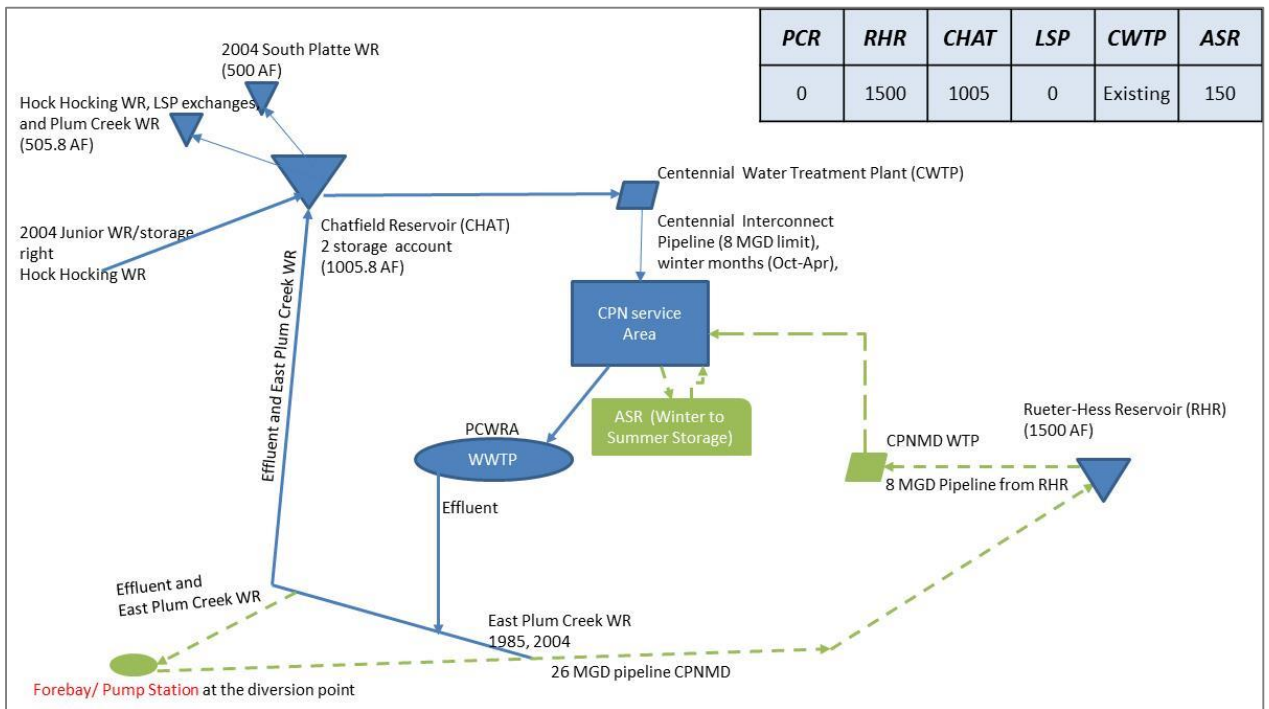 PCR RHR CHAT LSP CWTP ASR
0 1500 1005 0 Existing 150
2004 South Platte WR
(500 AF)
Hock Hocking WR, LSP exchanges,
and Plum Creek WR
(505.8 AF)
Centennial Water Treatment Plant (CWTP)
Chatfield Reservoir (CHAT)
2 storage account
(1005.8 AF)
Centennial Interconnect
Pipeline (8 MGD limit),
winter months (Oct-Apr),
2004 Junior WR/storage
right
Hock Hocking WR
CPN service
Area
Effluent and East Plum Creek WR
ASR (Winter to
Summer Storage)
Rueter-Hess Reservoir (RHR)
(1500 AF)
PCWRA
WWTP
CPNMD WTP
8 MGD Pipeline from RHR
Effluent
Effluent and
East Plum Creek WR
East Plum Creek WR
1985, 2004
26 MGD pipeline CPNMD
Forebay/ Pump Station at the diversion point